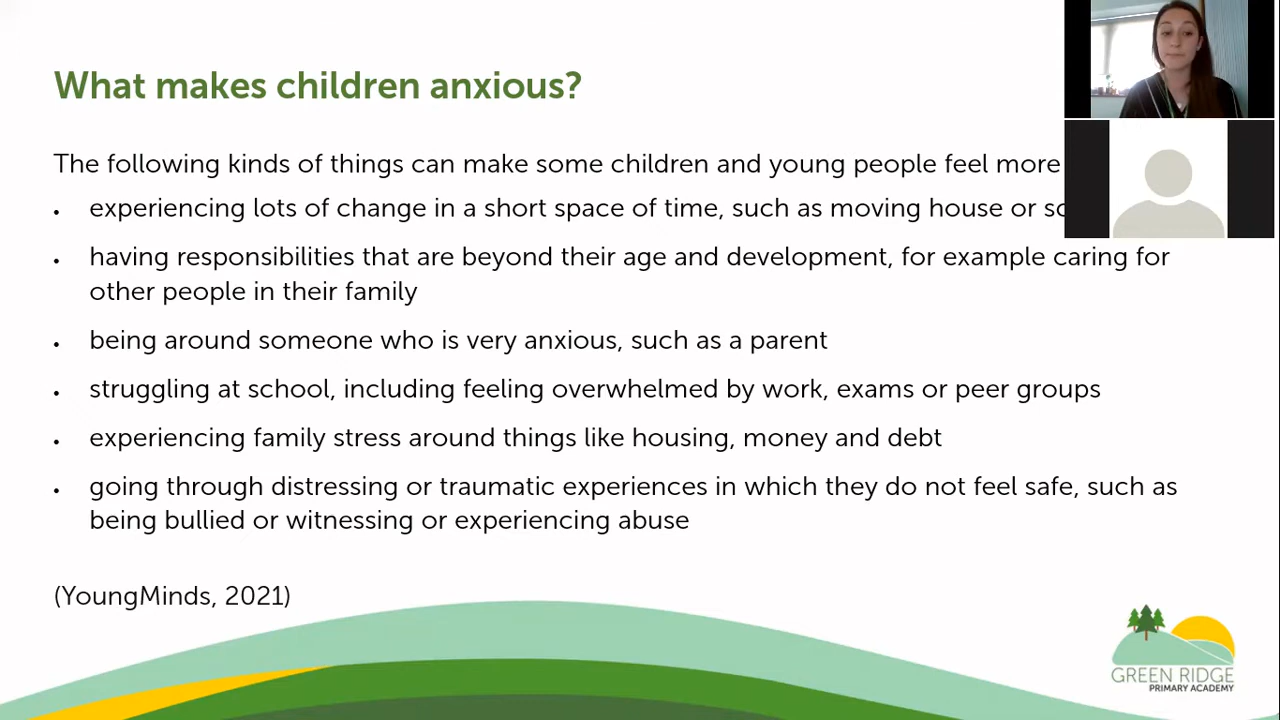 What makes children anxious?
The following kinds of things can make some children and young people feel more
• experiencing lots of change in a short space of time, such as moving house or
• having responsibilities that are beyond their age and development, for example caring for
other people in their family
• being around someone who is very anxious, such as a parent
• struggling at school, including feeling overwhelmed by work, exams or peer groups
• experiencing family stress around things like housing, money and debt
• going through distressing or traumatic experiences in which they do not feel safe, such as
being bullied or witnessing or experiencing abuse
(YoungMinds, 2021)
GREEN RIDGE
PRIMARY ACADEMY